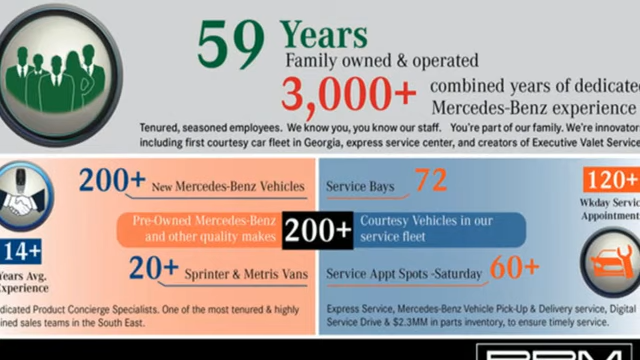 59 Years
Family owned & operated
3,000+ combined years of dedicated
Mercedes-Benz experience
Tenured, seasoned employees. We know you, you know our staff. You're part of our family. We're innovators
including first courtesy car fleet in Georgia, express service center, and creators of Executive Valet Service
200+ New Mercedes-Benz Vehicles
Pre-Owned Mercedes-Benz
and other quality makes
200+
20+ Sprinter & Metris Vans
14+
Years Avg.
Experience
dicated Product Concierge Specialists. One of the most tenured & highly
ined sales teams in the South East.
Service Bays 72
Courtesy Vehicles in our
service fleet
Service Appt Spots -Saturday 60+
120+
Wkday Servic
Appointment
Express Service, Mercedes-Benz Vehicle Pick-Up & Delivery service, Digital
Service Drive & $2.3MM in parts inventory, to ensure timely service.